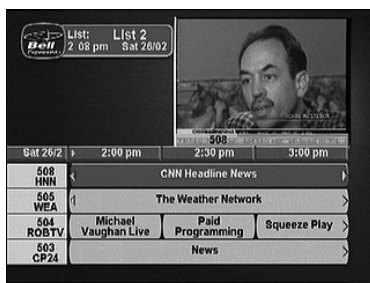 Bell
List: List 2
2 08 pm Sat 26/02
508
Sat 26/2 2:00 pm 2:30 pm 3:00 pm
508
HNN
CNN Headline News
505
WEA
The Weather Network
504
ROBTV
Michael
Vaughan Live
Paid
Programming
Squeeze Play
503
CP24
News